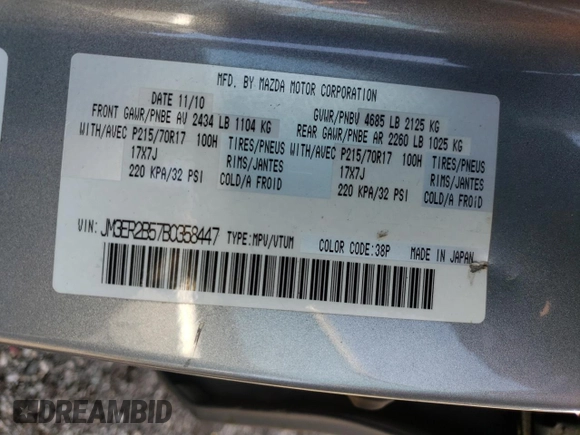 MFD. BY MAZDA MOTOR CORPORATION
DATE 11/10
GVWR/PNBV 4685 LB 2125 KG
FRONT GAWR/PNBE AV 2434 LB 1104 KG
REAR GAWR/PNBE AR 2260 LB 1025 KG
WITH/AVEC P215/70R17 100H TIRES/PNEUS
WITH/AVEC P215/70R17 100H TIRES/PNEUS
17X7J RIMS/JANTES
17X7J RIMS/JANTES
220 KPA/32 PSI COLD/A FROID
220 KPA/32 PSI COLD/A FROID
VIN: JM3ER2B57B0358447 TYPE:MPV/VTUM COLOR CODE:38P
MADE IN JAPAN
DREAMBID